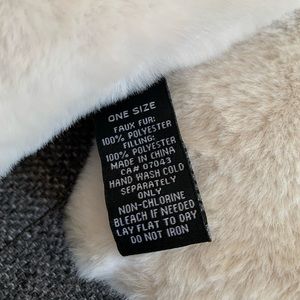 ONE SIZE
FAUX FUR:
100% POLYESTER
FILLING:
100% POLYESTER
MADE IN CHINA
CA# 07043
HAND WASH COLD
SEPARATELY
ONLY
NON-CHLORINE
BLEACH IF NEEDED
LAY FLAT TO DRY
DO NOT IRON